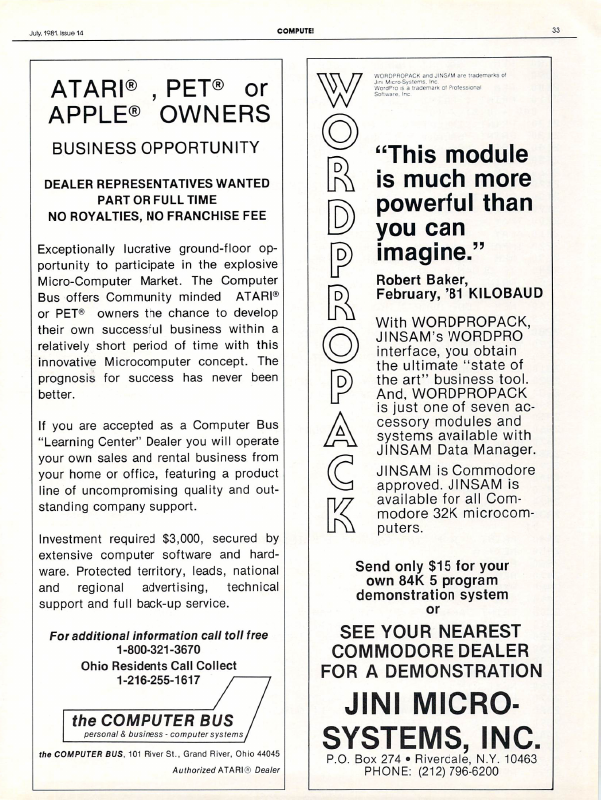 July, 1981, Issue 14
COMPUTE!
33
ATARI® , PET® or
APPLE® OWNERS
BUSINESS OPPORTUNITY
DEALER REPRESENTATIVES WANTED
PART OR FULL TIME
NO ROYALTIES, NO FRANCHISE FEE
Exceptionally lucrative ground-floor op-
portunity to participate in the explosive
Micro-Computer Market. The Computer
Bus offers Community minded ATARI®
or PET® owners the chance to develop
their own successful business within a
relatively short period of time with this
innovative Microcomputer concept. The
prognosis for success has never been
better.
If you are accepted as a Computer Bus
"Learning Center" Dealer you will operate
your own sales and rental business from
your home or office, featuring a product
line of uncompromising quality and out-
standing company support.
Investment required $3,000, secured by
extensive computer software and hard-
ware. Protected territory, leads, national
and regional advertising, technical
support and full back-up service.
For additional information call toll free
1-800-321-3670
Ohio Residents Call Collect
1-216-255-1617
the COMPUTER BUS
personal & business - computer systems
the COMPUTER BUS, 101 River St., Grand River, Ohio 44045
Authorized ATARI® Dealer
WORDPROPACK
WORDPROPACK and JINSAM are trademarks of
Jini Micro-Systems, Inc.
WordPro is a trademark of Professional
Software, Inc.
"This module
is much more
powerful than
you can
imagine."
Robert Baker,
February, '81 KILOBAUD
With WORDPROPACK,
JINSAM's WORDPRO
interface, you obtain
the ultimate "state of
the art" business tool.
And, WORDPROPACK
is just one of seven ac-
cessory modules and
systems available with
JINSAM Data Manager.
JINSAM is Commodore
approved. JINSAM is
available for all Com-
modore 32K microcom-
puters.
Send only $15 for your
own 84K 5 program
demonstration system
or
SEE YOUR NEAREST
COMMODORE DEALER
FOR A DEMONSTRATION
JINI MICRO-
SYSTEMS, INC.
P.O. Box 274 • Rivercale, N.Y. 10463
PHONE: (212) 796-6200